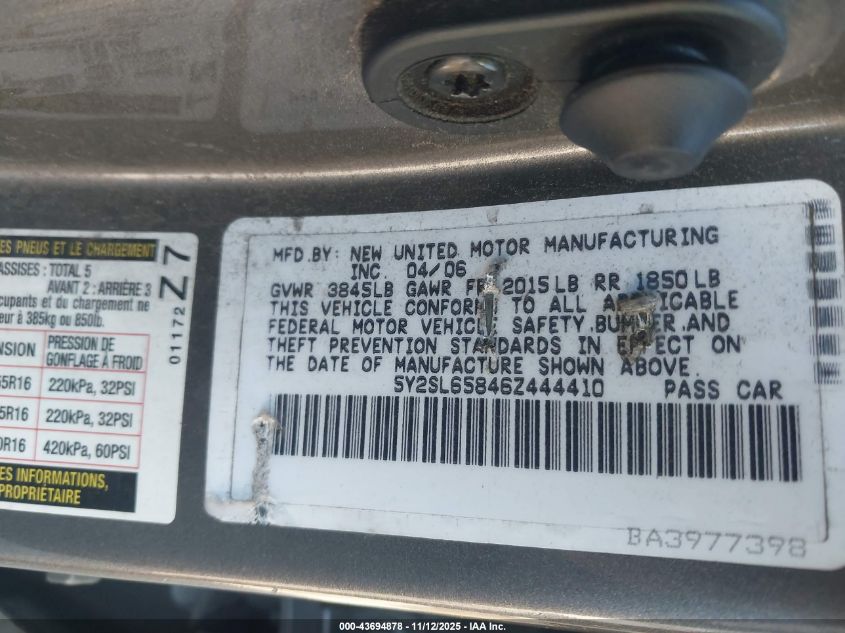 ES PNEUS ET LE CHARGEMENT
ASSISES : TOTAL 5
AVANT 2 : ARRIÈRE 3
cupants et du chargement ne
eur à 385kg ou 850lb.
ENSION PRESSION DE GONFLAGE À FROID
5R16 220kPa, 32PSI
5R16 220kPa, 32PSI
0R16 420kPa, 60PSI
ES INFORMATIONS,
PROPRIÉTAIRE
01172 Z7
MFD.BY: NEW UNITED MOTOR MANUFACTURING
INC. 04/06
GVWR 3845LB GAWR FR 2015LB RR 1850LB
THIS VEHICLE CONFORMS TO ALL APPLICABLE
FEDERAL MOTOR VEHICLE SAFETY,BUMPER,AND
THEFT PREVENTION STANDARDS IN EFFECT ON
THE DATE OF MANUFACTURE SHOWN ABOVE.
5Y2SL65846Z444410 PASS CAR
BA3977398
000-43694878 - 11/12/2025 - IAA Inc.